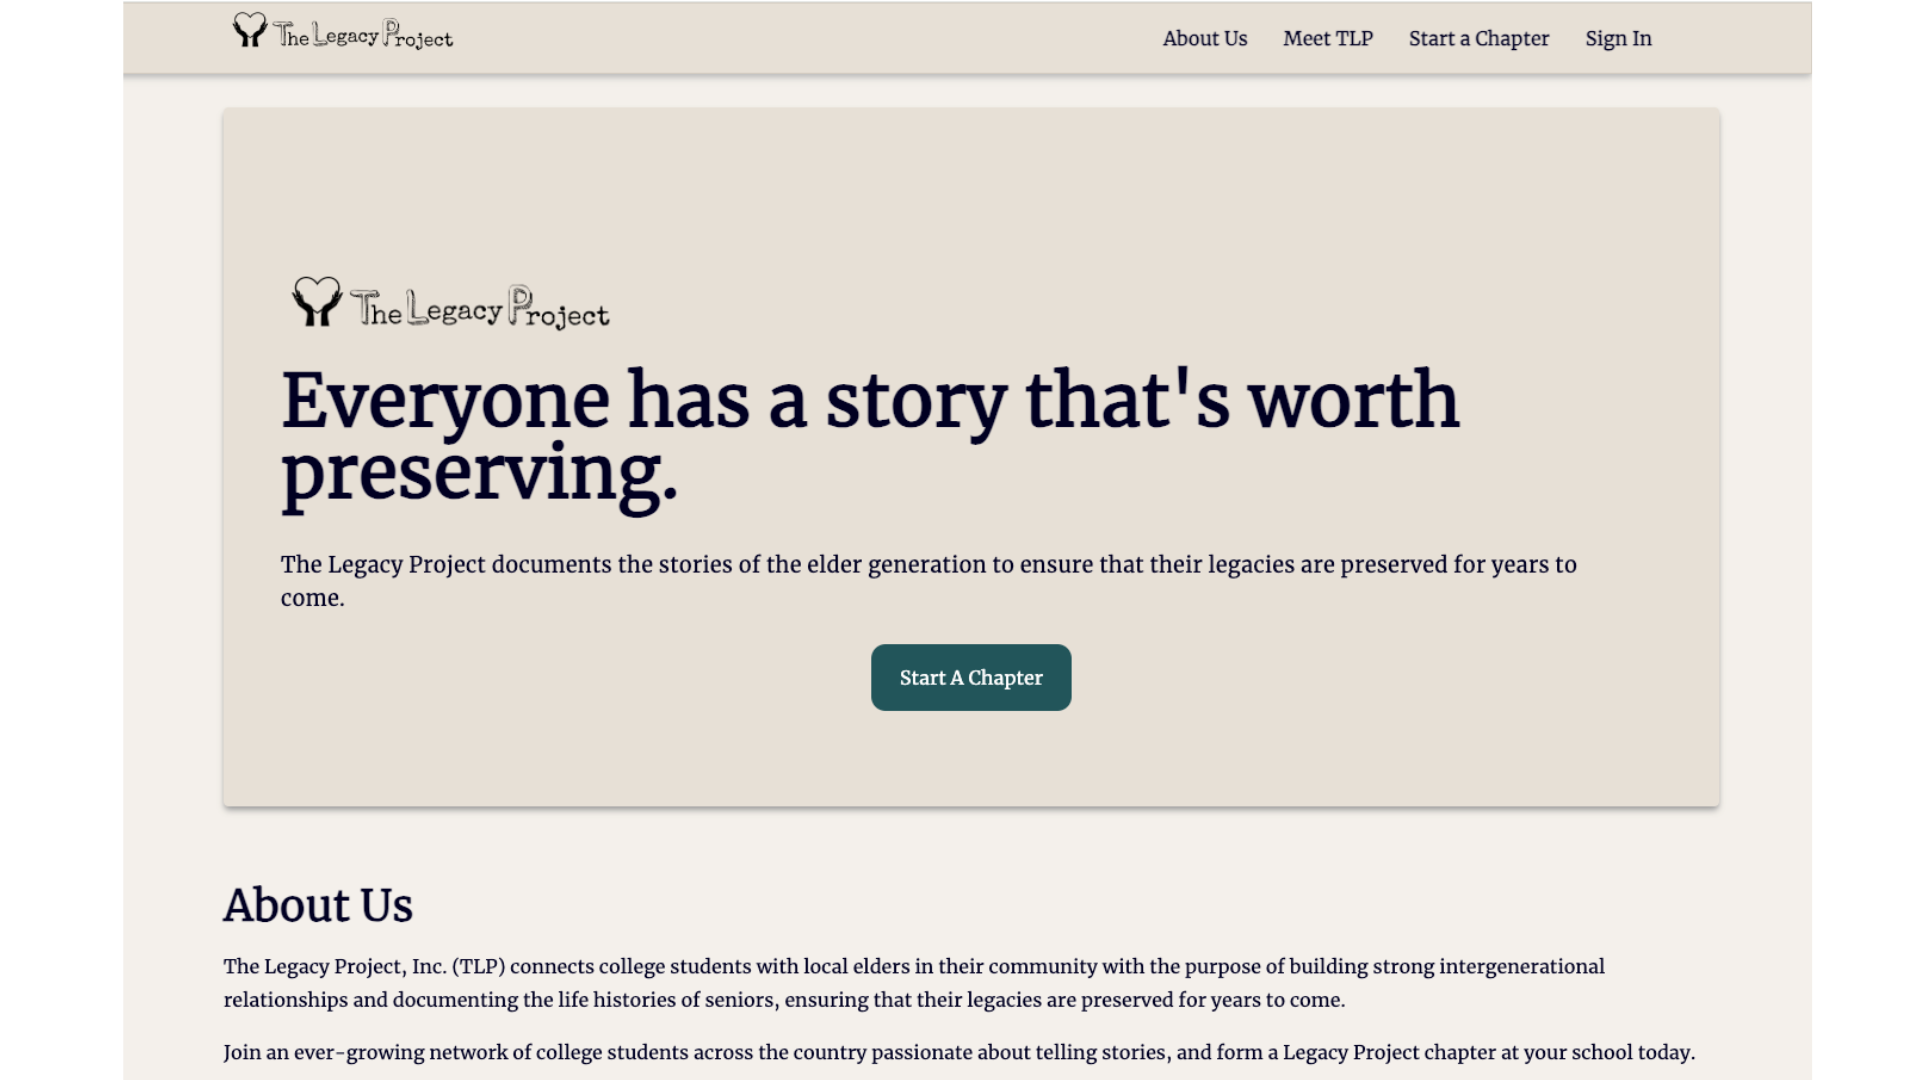 The Legacy Project
About Us
Meet TLP
Start a Chapter
Sign In
The Legacy Project
Everyone has a story that's worth
preserving.
The Legacy Project documents the stories of the elder generation to ensure that their legacies are preserved for years to
come.
Start A Chapter
About Us
The Legacy Project, Inc. (TLP) connects college students with local elders in their community with the purpose of building strong intergenerational
relationships and documenting the life histories of seniors, ensuring that their legacies are preserved for years to come.
Join an ever-growing network of college students across the country passionate about telling stories, and form a Legacy Project chapter at your school today.